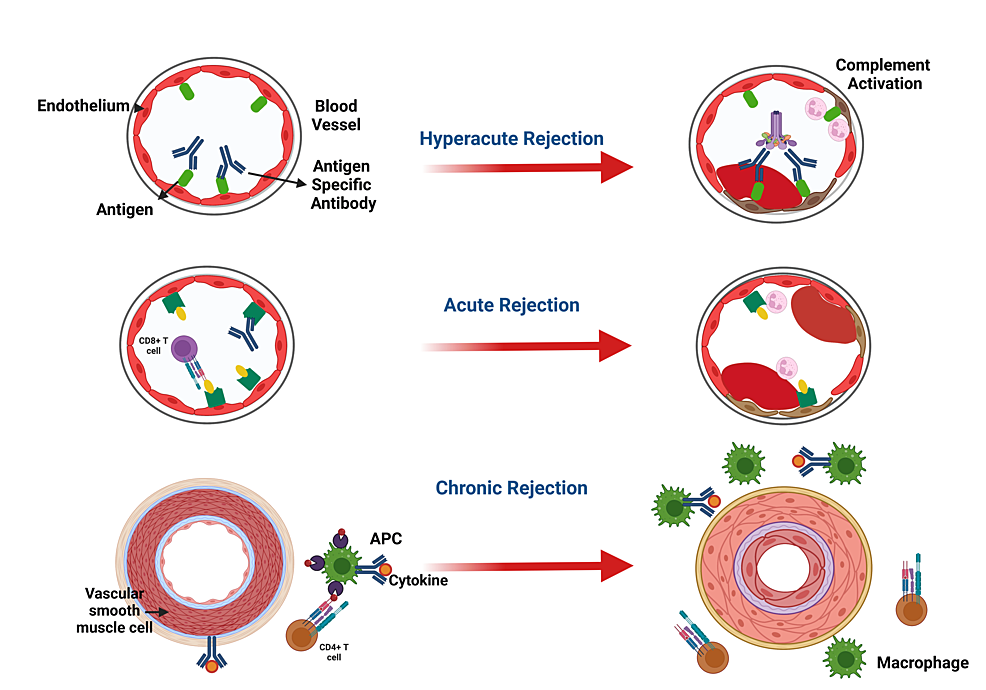 Endothelium
Blood
Vessel
Antigen
Specific
Antibody
Antigen
Hyperacute Rejection
Complement
Activation
CD8+ T
cell
Acute Rejection
Chronic Rejection
APC
Cytokine
Vascular
smooth
muscle cell
CD4+ T
cell
Macrophage